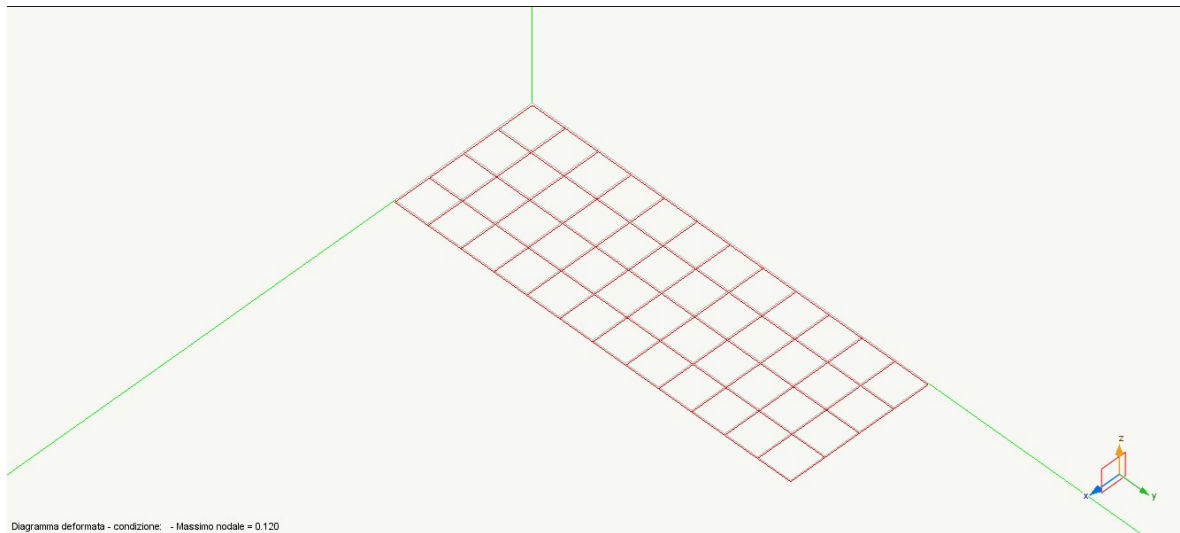 z
x
y
Diagramma deformata - condizione: - Massimo nodale = 0.120